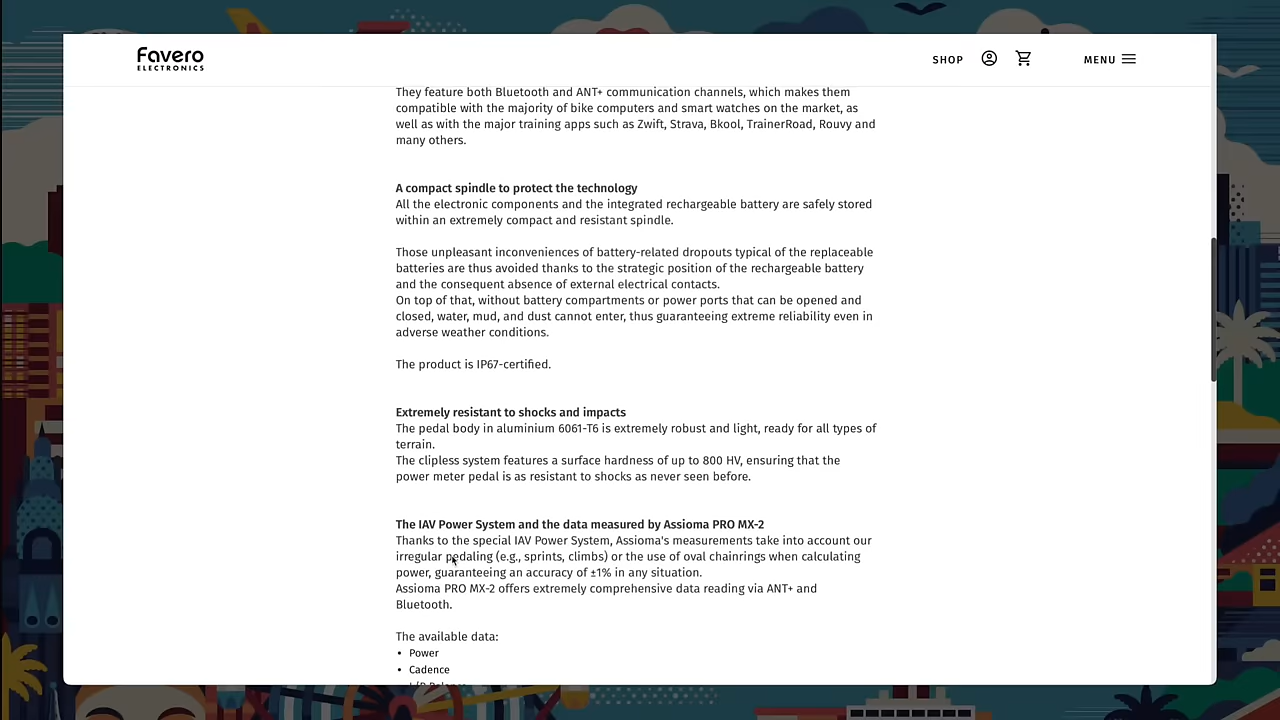 Favero
ELECTRONICS
SHOP
MENU
They feature both Bluetooth and ANT+ communication channels, which makes them
compatible with the majority of bike computers and smart watches on the market, as
well as with the major training apps such as Zwift, Strava, Bkool, TrainerRoad, Rouvy and
many others.
A compact spindle to protect the technology
All the electronic components and the integrated rechargeable battery are safely stored
within an extremely compact and resistant spindle.
Those unpleasant inconveniences of battery-related dropouts typical of the replaceable
batteries are thus avoided thanks to the strategic position of the rechargeable battery
and the consequent absence of external electrical contacts.
On top of that, without battery compartments or power ports that can be opened and
closed, water, mud, and dust cannot enter, thus guaranteeing extreme reliability even in
adverse weather conditions.
The product is IP67-certified.
Extremely resistant to shocks and impacts
The pedal body in aluminium 6061-T6 is extremely robust and light, ready for all types of
terrain.
The clipless system features a surface hardness of up to 800 HV, ensuring that the
power meter pedal is as resistant to shocks as never seen before.
The IAV Power System and the data measured by Assioma PRO MX-2
Thanks to the special IAV Power System, Assioma's measurements take into account our
irregular pedaling (e.g., sprints, climbs) or the use of oval chainrings when calculating
power, guaranteeing an accuracy of ±1% in any situation.
Assioma PRO MX-2 offers extremely comprehensive data reading via ANT+ and
Bluetooth.
The available data:
• Power
• Cadence